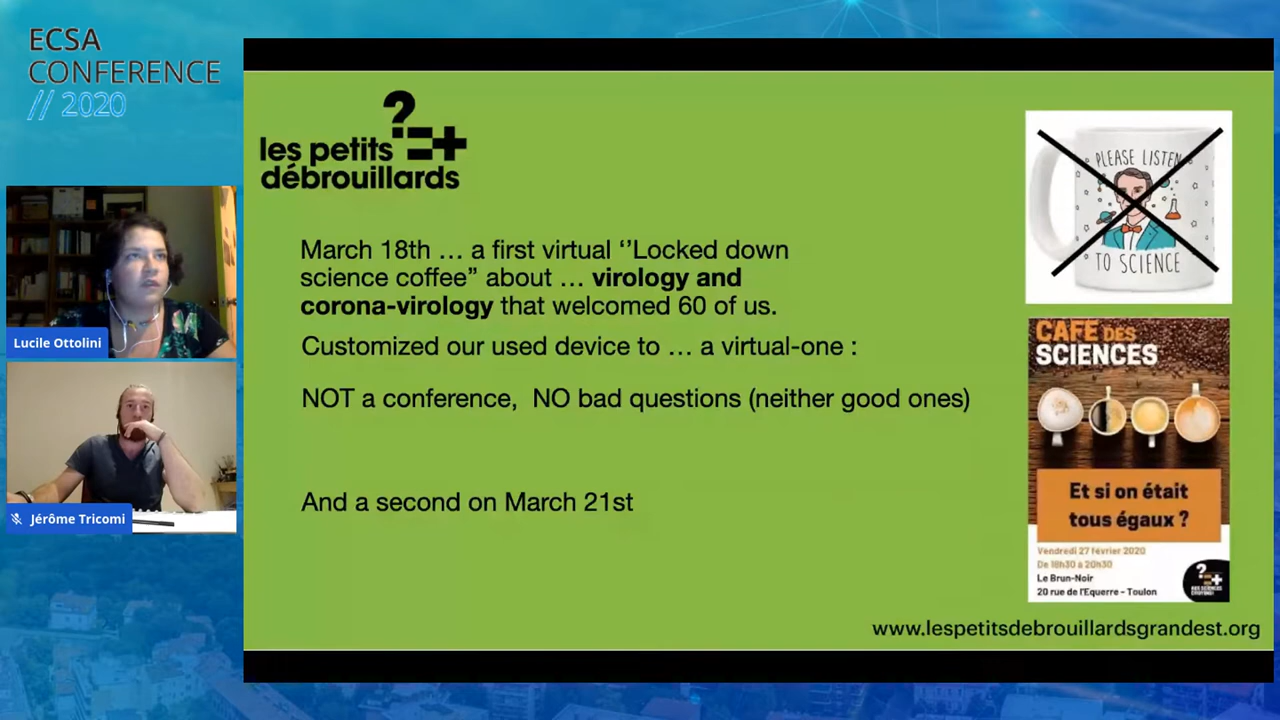 ECSA
CONFERENCE
// 2020
Lucile Ottolini
Jérôme Tricomi
?
les petits
débrouillards
March 18th … a first virtual ‘’Locked down
science coffee” about … virology and
corona-virology that welcomed 60 of us.
Customized our used device to … a virtual-one :
NOT a conference, NO bad questions (neither good ones)
And a second on March 21st
PLEASE LISTEN
TO SCIENCE
CAFE DES
SCIENCES
Et si on était
tous égaux ?
Vendredi 27 février 2020
De 18h30 à 20h30
Le Brun-Noir
20 rue de l'Equerre - Toulon
www.lespetitsdebrouillardsgrandest.org